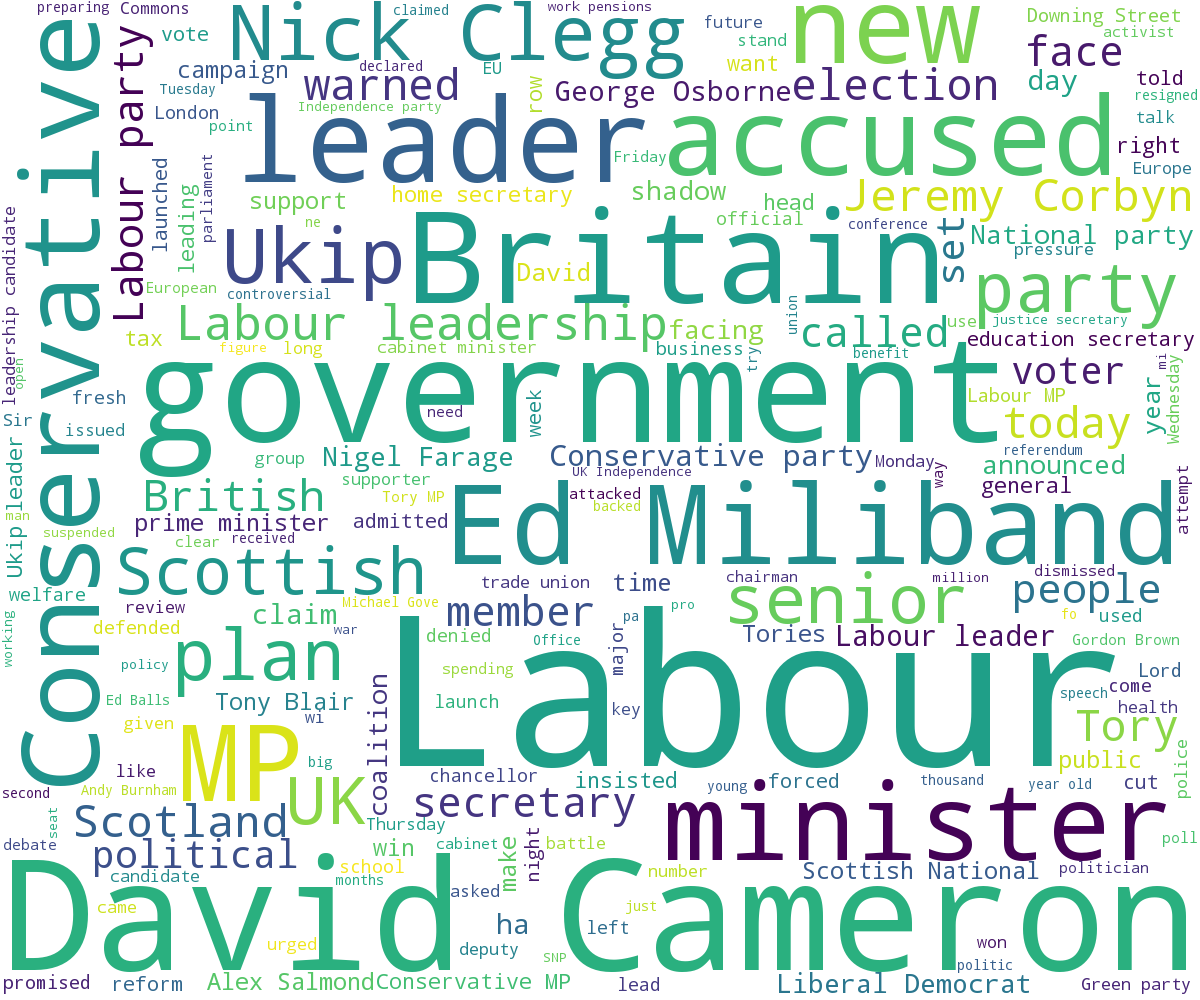 preparing Commons
Conservative
Labour party
vote
Nick Clegg
claimed
work pensions
new
future
stand
want
Downing Street
activist
face
campaign
Tuesday
London
point
warned
declared
Independence party
EU
row
George Osborne
election
day
told
resigned
talk
right
Europe
leader
accused
Friday
launched
parliament
leading
support
home secretary
shadow
head
official
Jeremy Corbyn
leadership candidate
European
ne
Ukip
controversial
Britain
David
conference
set
National party
pressure
party
tax
Labour leadership
figure
long
cabinet minister
facing
business
union
try
called
benefit
use
justice secretary
education secretary
mi
open
Sir
fresh
issued
government
need
week
voter
Labour MP
year
Wednesday
today
Ukip leader
group
Nigel Farage
supporter
Conservative party
UK Independence
Monday
way
referendum
announced
general
attempt
man
suspended
British
Tory MP
prime minister
admitted
clear
received
attacked
backed
Ed Miliband
Scottish
welfare
working
review
defended
claim
Michael Gove
war
trade union
time
member
chairman
million
senior
dismissed
people
fo
used
policy
plan
denied
Office
pa
pro
major
Tories
Labour leader
Gordon Brown
Ed Balls
Tony Blair
spending
launch
key
Labour
speech
Lord
come
health
given
wi
MP
coalition
Tory
public
police
like
big
chancellor
insisted
young
forced
thousand
year old
cut
second
Andy Burnham
UK
secretary
minister
seat
Scotland
Thursday
debate
political
win
cabinet
make
night
battle
poll
candidate
school
months
asked
number
Scottish National
politician
David Cameron
came
ha
left
just
urged
deputy
SNP
won
politic
promised
reform
Alex Salmond
Conservative MP
lead
Liberal Democrat
Green party